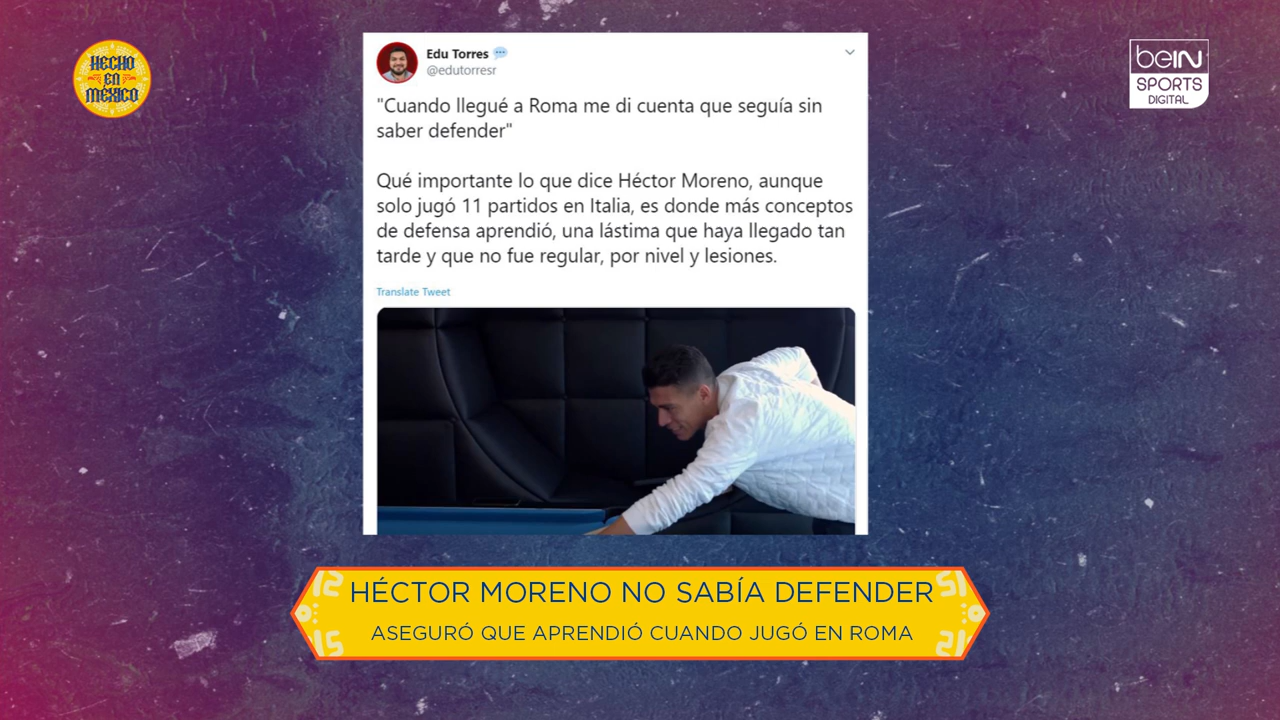 HECHO
EN
MÉXICO
beIN
SPORTS
DIGITAL
Edu Torres
@edutorresr
"Cuando llegué a Roma me di cuenta que seguía sin
saber defender"
Qué importante lo que dice Héctor Moreno, aunque
solo jugó 11 partidos en Italia, es donde más conceptos
de defensa aprendió, una lástima que haya llegado tan
tarde y que no fue regular, por nivel y lesiones.
Translate Tweet
HÉCTOR MORENO NO SABÍA DEFENDER
ASEGURÓ QUE APRENDIÓ CUANDO JUGÓ EN ROMA